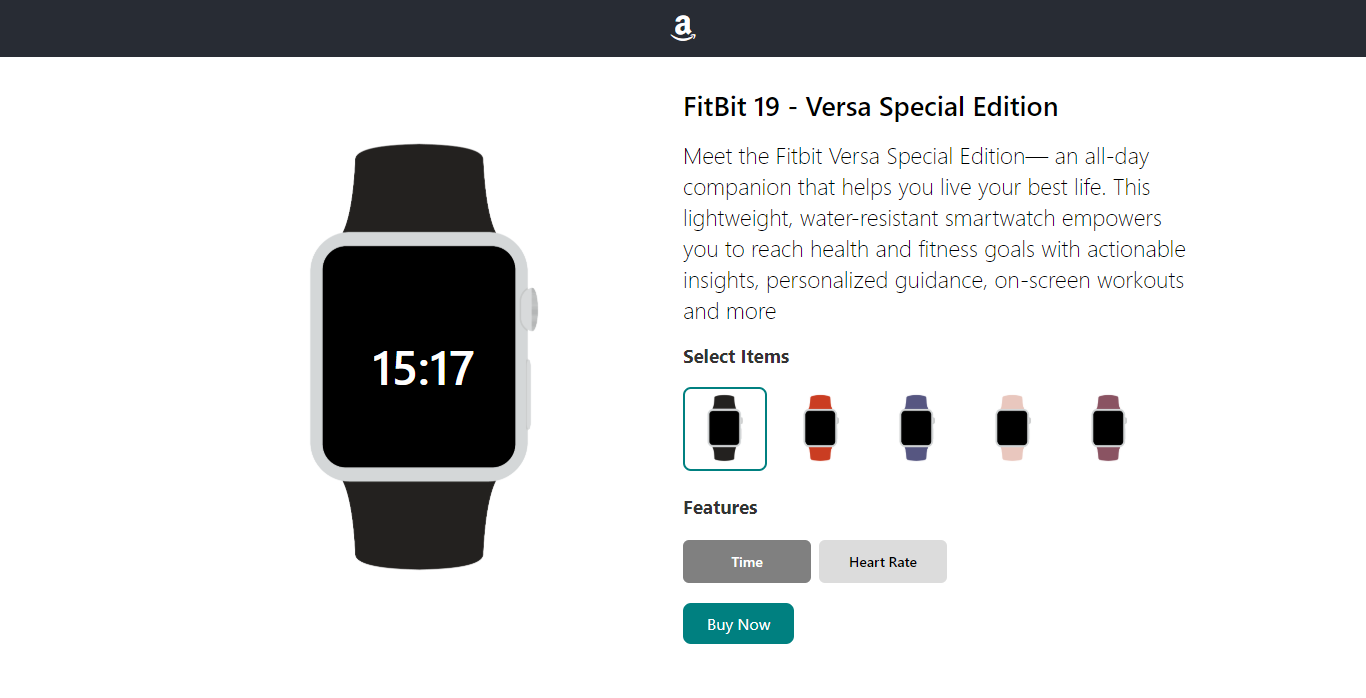 a
FitBit 19 - Versa Special Edition
Meet the Fitbit Versa Special Edition— an all-day
companion that helps you live your best life. This
lightweight, water-resistant smartwatch empowers
you to reach health and fitness goals with actionable
insights, personalized guidance, on-screen workouts
and more
15:17
Select Items
Features
Time Heart Rate
Buy Now